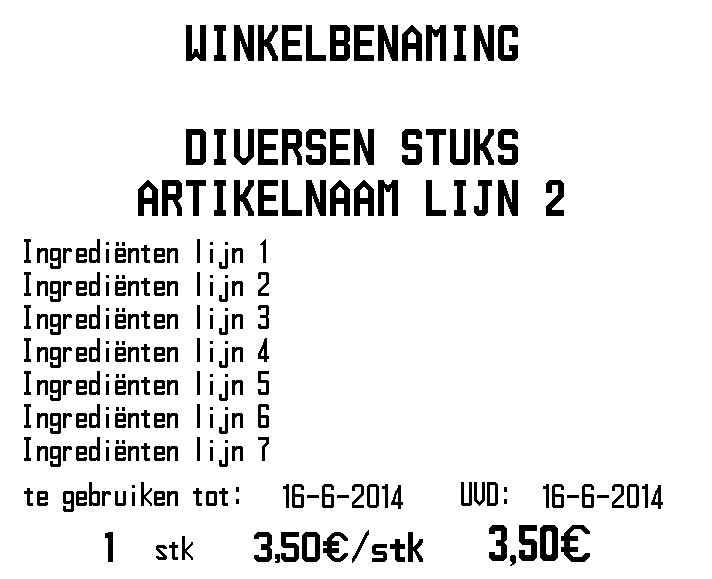 WINKELBENAMING
DIVERSEN STUKS
ARTIKELNAAM LIJN 2
Ingrediënten lijn 1
Ingrediënten lijn 2
Ingrediënten lijn 3
Ingrediënten lijn 4
Ingrediënten lijn 5
Ingrediënten lijn 6
Ingrediënten lijn 7
te gebruiken tot: 16-6-2014 UVD: 16-6-2014
1 stk 3,50€/stk 3,50€